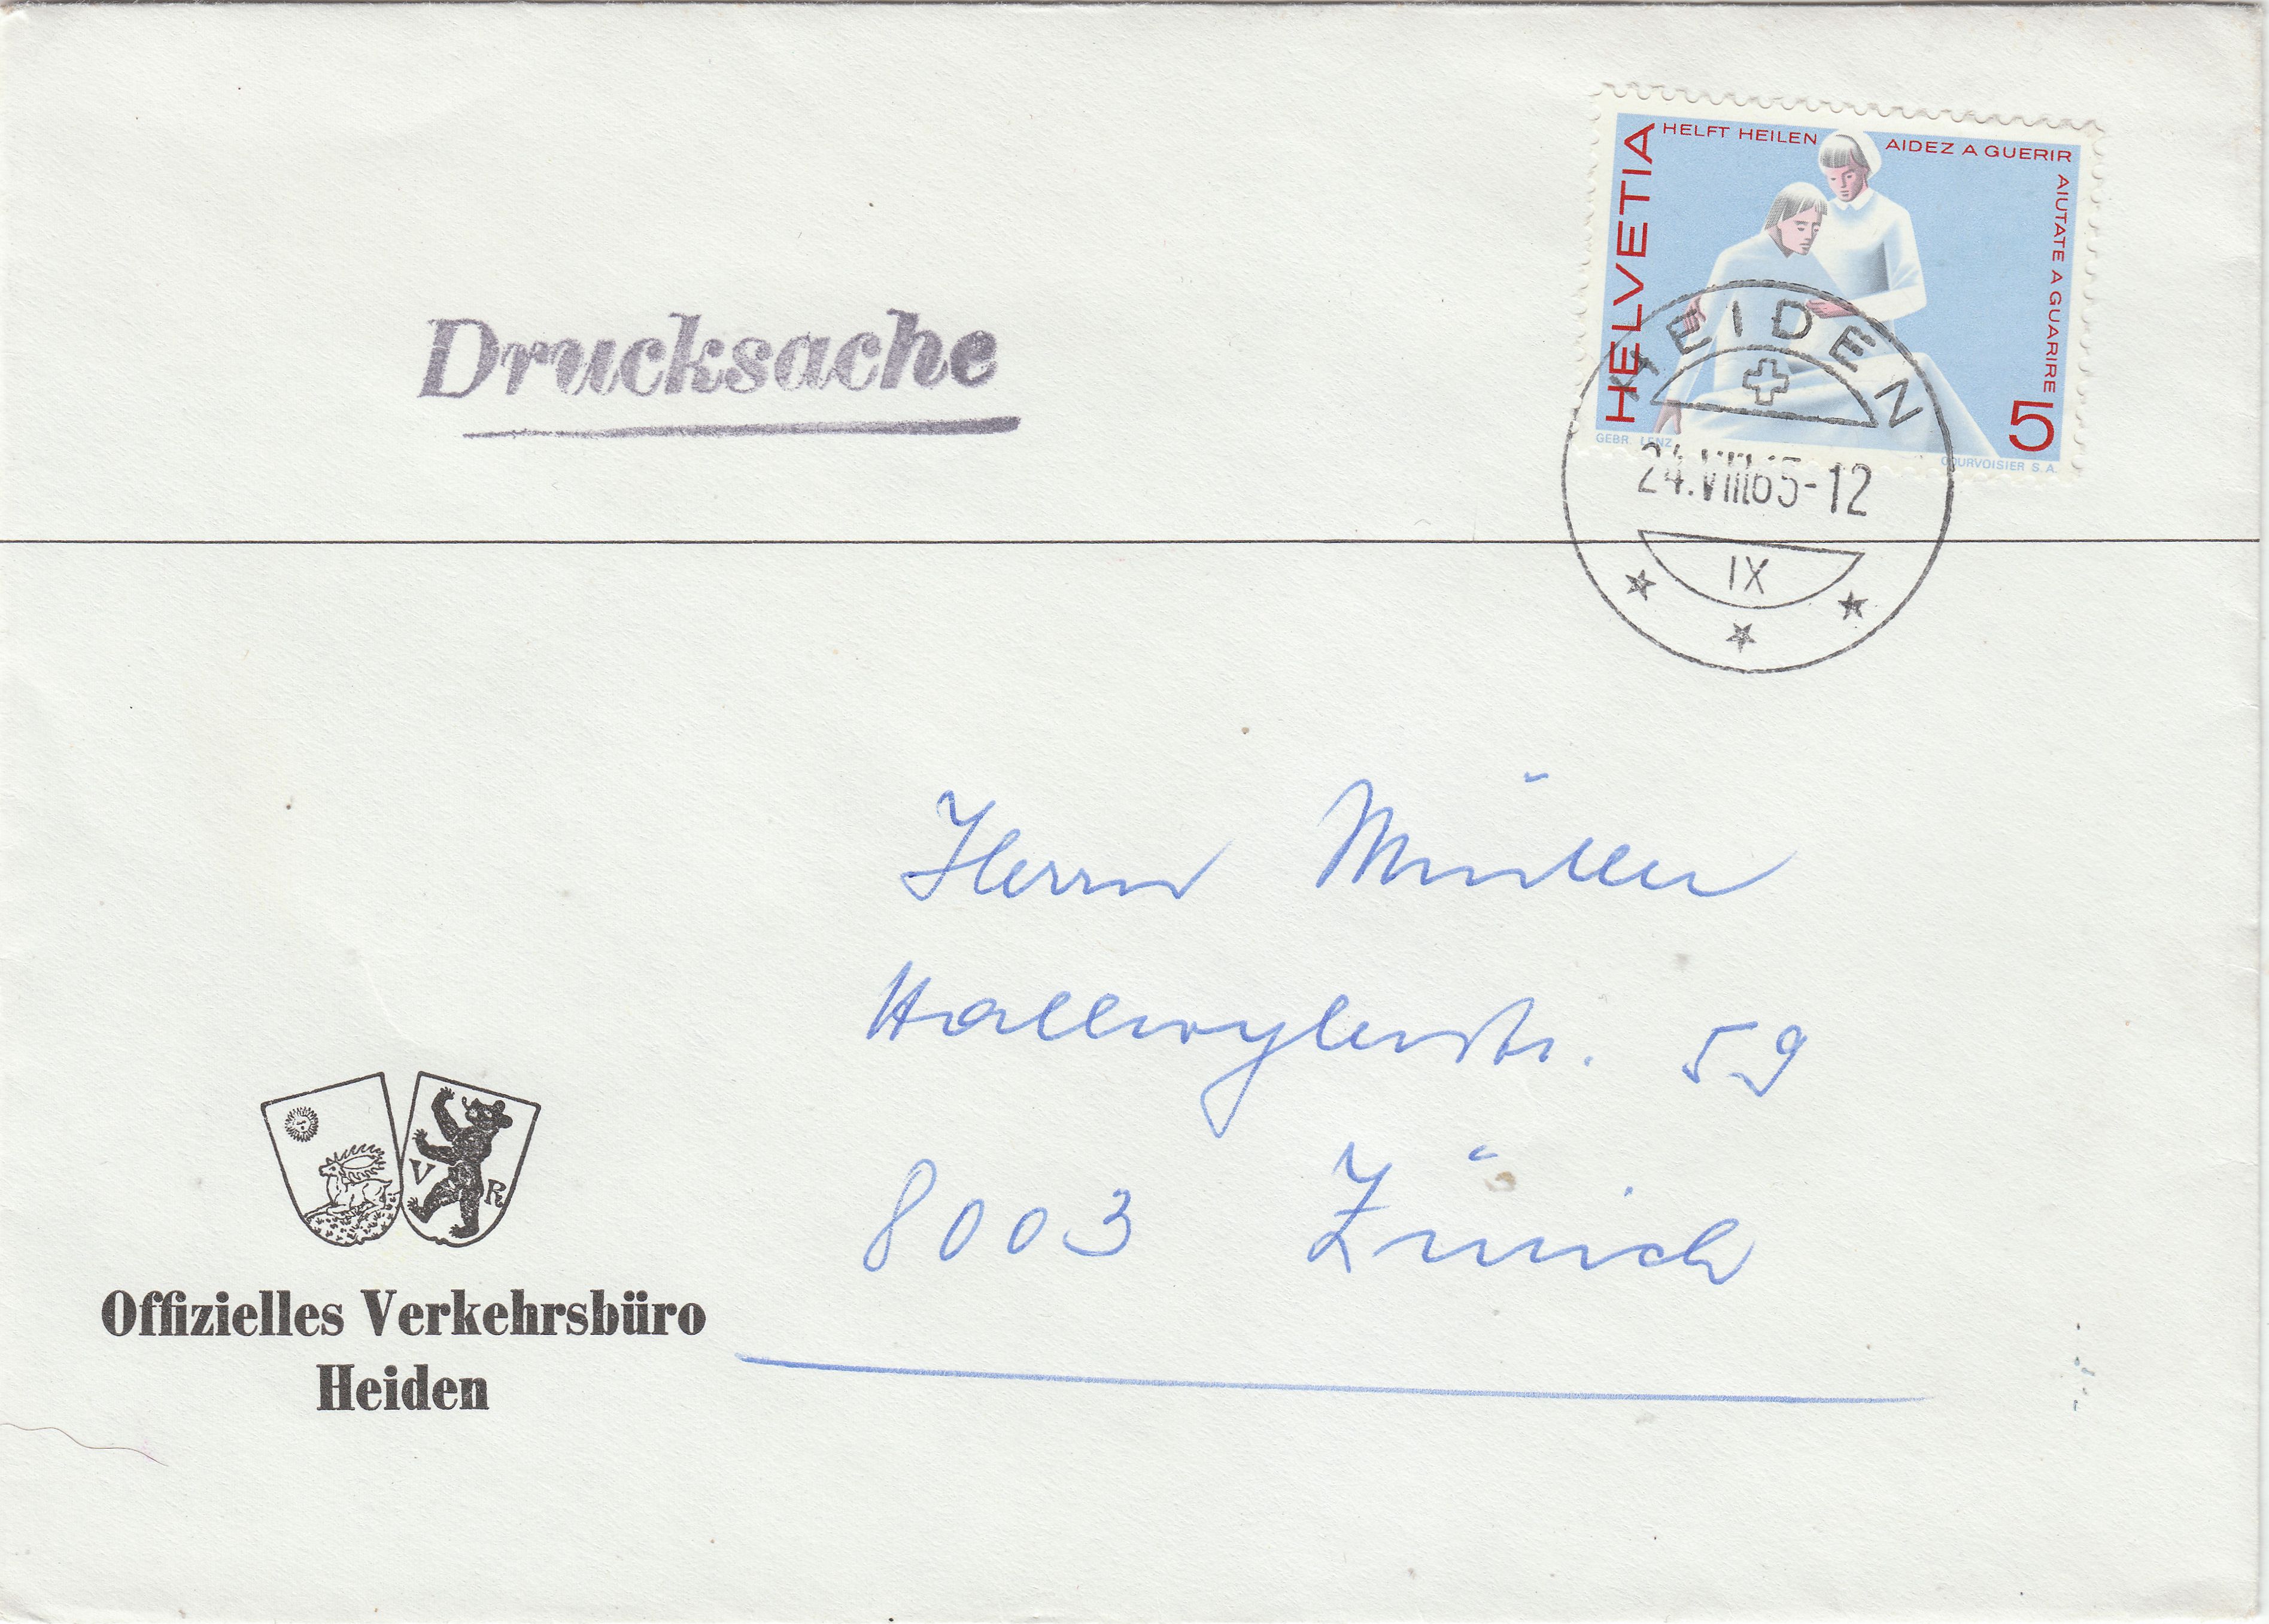 HELVETIA
HELFT HEILEN AIDEZ A GUERIR
AIUTATE A GUARIRE
5
GEBR. LENZ
COURVOISIER S.A.
HEIDEN
24.VIII.65-12
IX
Drucksache
Herrn Müller
Hallwylerstr. 59
8003 Zürich
V R
Offizielles Verkehrsbüro
Heiden